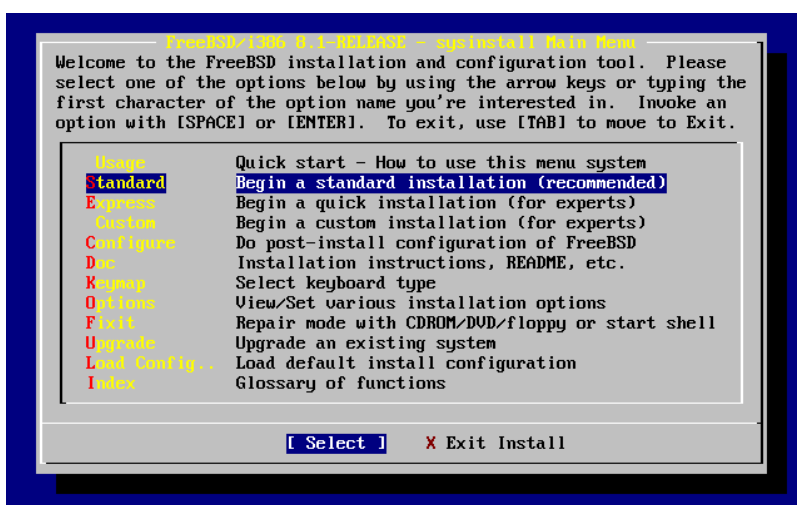 FreeBSD/i386 8.1-RELEASE - sysinstall Main Menu
Welcome to the FreeBSD installation and configuration tool.  Please
select one of the options below by using the arrow keys or typing the
first character of the option name you're interested in.  Invoke an
option with [SPACE] or [ENTER].  To exit, use [TAB] to move to Exit.
Usage Quick start - How to use this menu system
Standard Begin a standard installation (recommended)
Express Begin a quick installation (for experts)
Custom Begin a custom installation (for experts)
Configure Do post-install configuration of FreeBSD
Doc Installation instructions, README, etc.
Keymap Select keyboard type
Options View/Set various installation options
Fixit Repair mode with CDROM/DVD/floppy or start shell
Upgrade Upgrade an existing system
Load Config.. Load default install configuration
Index Glossary of functions
[ Select ] X Exit Install